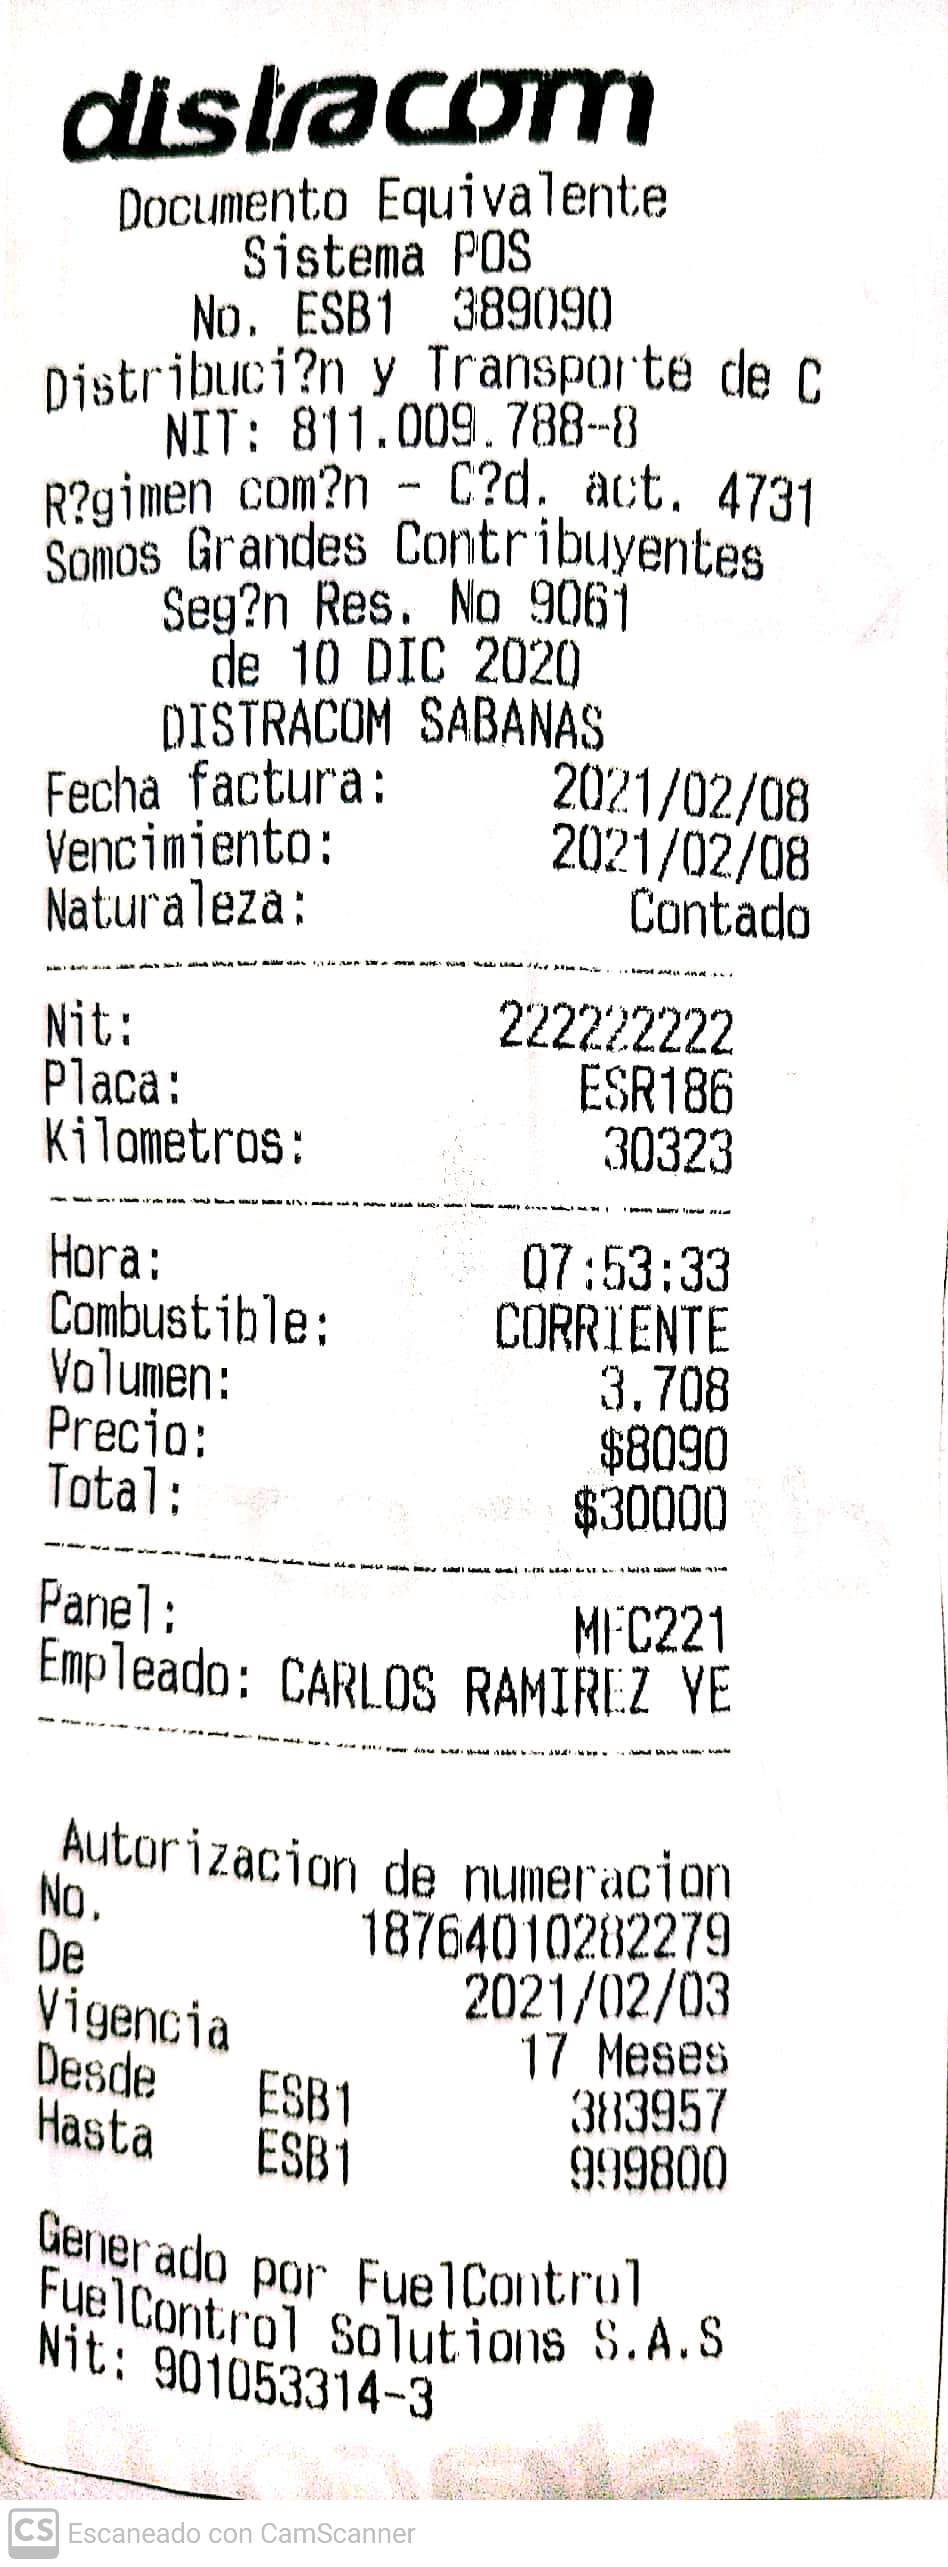 distracom
Documento Equivalente
Sistema POS
No. ESB1 389090
Distribuci?n y Transporte de C
NIT: 811.009.788-8
R?gimen com?n - C?d. act. 4731
Somos Grandes Contribuyentes
Seg?n Res. No 9061
de 10 DIC 2020
DISTRACOM SABANAS
Fecha factura: 2021/02/08
Vencimiento: 2021/02/08
Naturaleza: Contado
Nit: 222222222
Placa: ESR186
Kilometros: 30323
Hora: 07:53:33
Combustible: CORRIENTE
Volumen: 3.708
Precio: $8090
Total: $30000
Panel: MFC221
Empleado: CARLOS RAMIREZ YE
Autorizacion de numeracion
No. 18764010282279
De 2021/02/03
Vigencia 17 Meses
Desde ESB1 383957
Hasta ESB1 999800
Generado por FuelControl
FuelControl Solutions S.A.S
Nit: 901053314-3
CS Escaneado con CamScanner